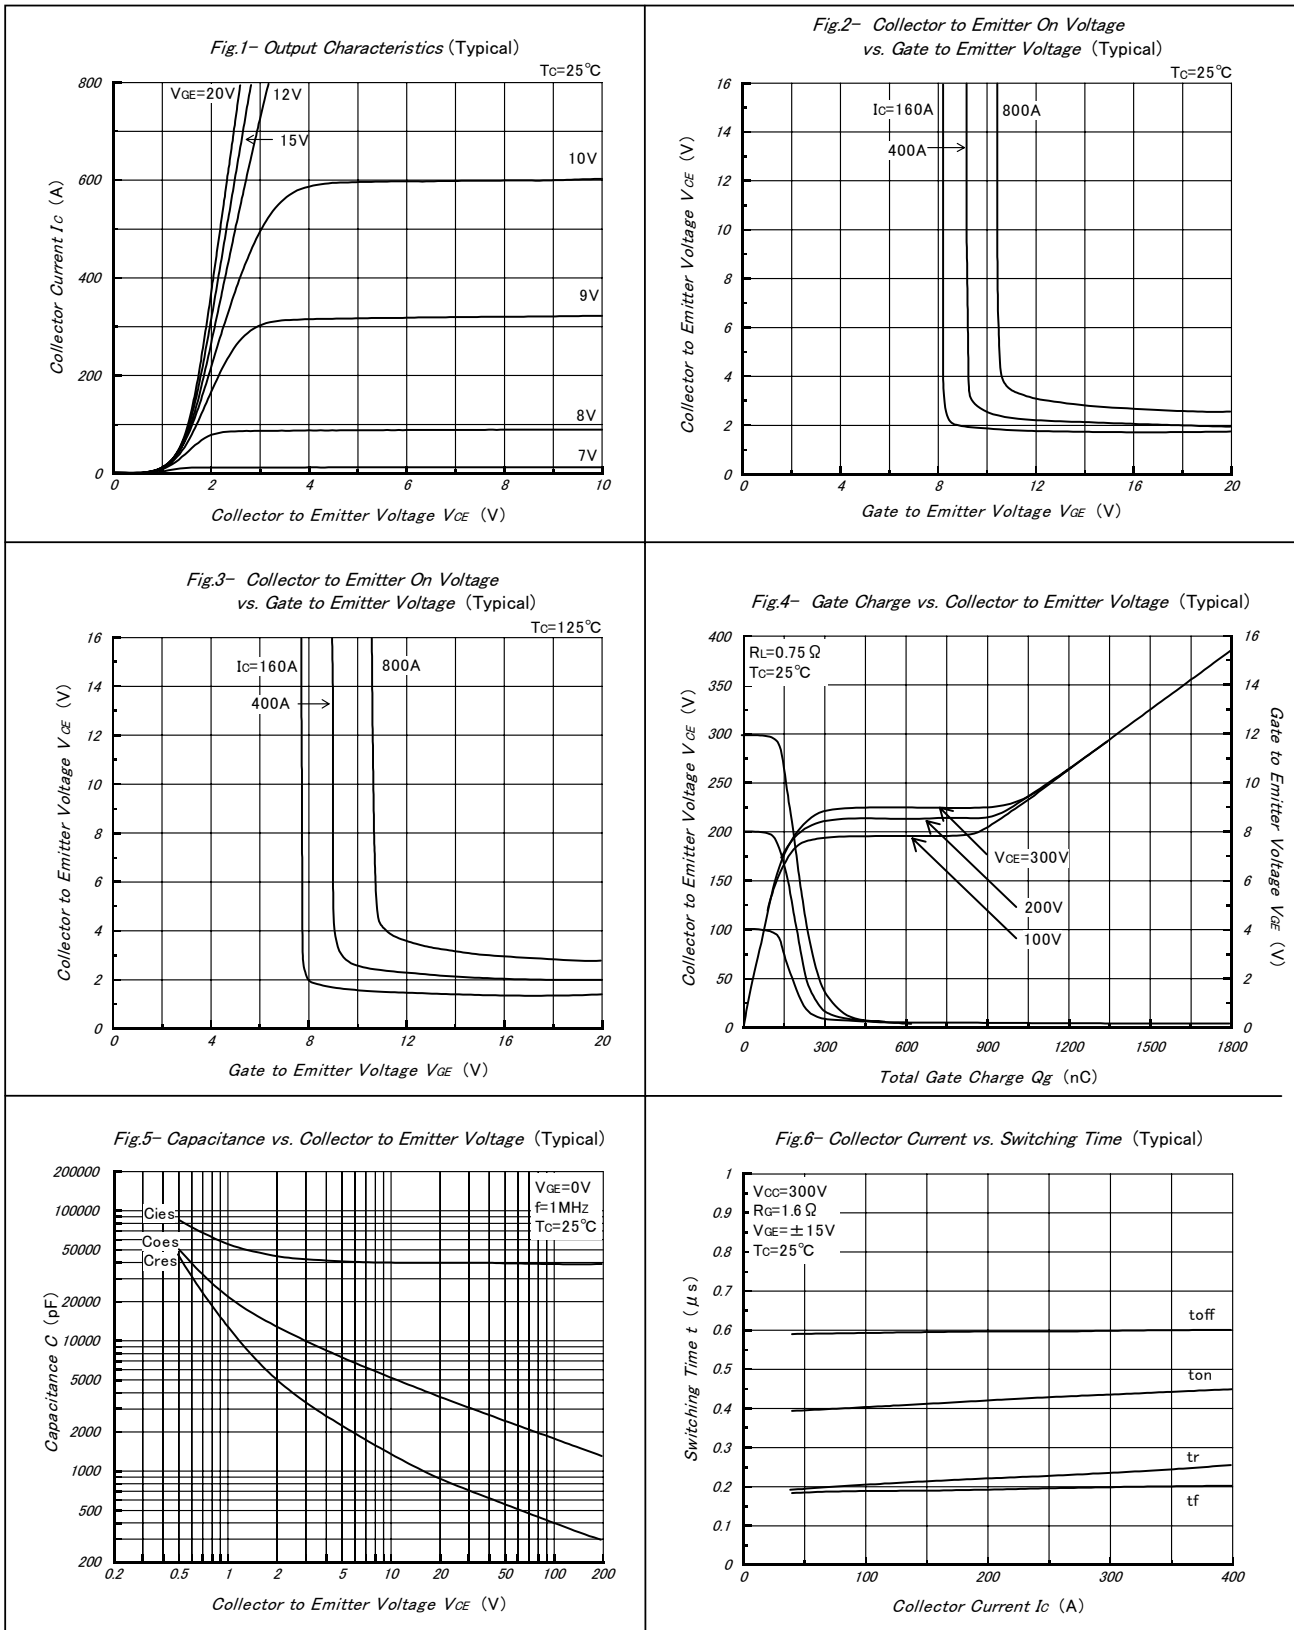 Fig.1- Output Characteristics (Typical)
TC=25℃
800
600
400
200
0
Collector Current IC (A)
VGE=20V
12V
15V
10V
9V
8V
7V
0 2 4 6 8 10
Collector to Emitter Voltage VCE (V)
Fig.2- Collector to Emitter On Voltage
vs. Gate to Emitter Voltage (Typical)
TC=25℃
16
14
12
10
8
6
4
2
0
Collector to Emitter Voltage VCE (V)
IC=160A
400A
800A
0 4 8 12 16 20
Gate to Emitter Voltage VGE (V)
Fig.3- Collector to Emitter On Voltage
vs. Gate to Emitter Voltage (Typical)
TC=125℃
16
14
12
10
8
6
4
2
0
Collector to Emitter Voltage VCE (V)
IC=160A
400A
800A
0 4 8 12 16 20
Gate to Emitter Voltage VGE (V)
Fig.4- Gate Charge vs. Collector to Emitter Voltage (Typical)
400
350
300
250
200
150
100
50
0
Collector to Emitter Voltage VCE (V)
RL=0.75 Ω
TC=25℃
VCE=300V
200V
100V
16
14
12
10
8
6
4
2
0
Gate to Emitter Voltage VGE (V)
0 300 600 900 1200 1500 1800
Total Gate Charge Qg (nC)
Fig.5- Capacitance vs. Collector to Emitter Voltage (Typical)
200000
100000
50000
20000
10000
5000
2000
1000
500
200
Capacitance C (pF)
VGE=0V
f=1MHz
TC=25℃
Cies
Coes
Cres
0.2 0.5 1 2 5 10 20 50 100 200
Collector to Emitter Voltage VCE (V)
Fig.6- Collector Current vs. Switching Time (Typical)
1
0.9
0.8
0.7
0.6
0.5
0.4
0.3
0.2
0.1
0
Switching Time t (μs)
VCC=300V
RG=1.6 Ω
VGE=±15V
TC=25℃
toff
ton
tr
tf
0 100 200 300 400
Collector Current IC (A)